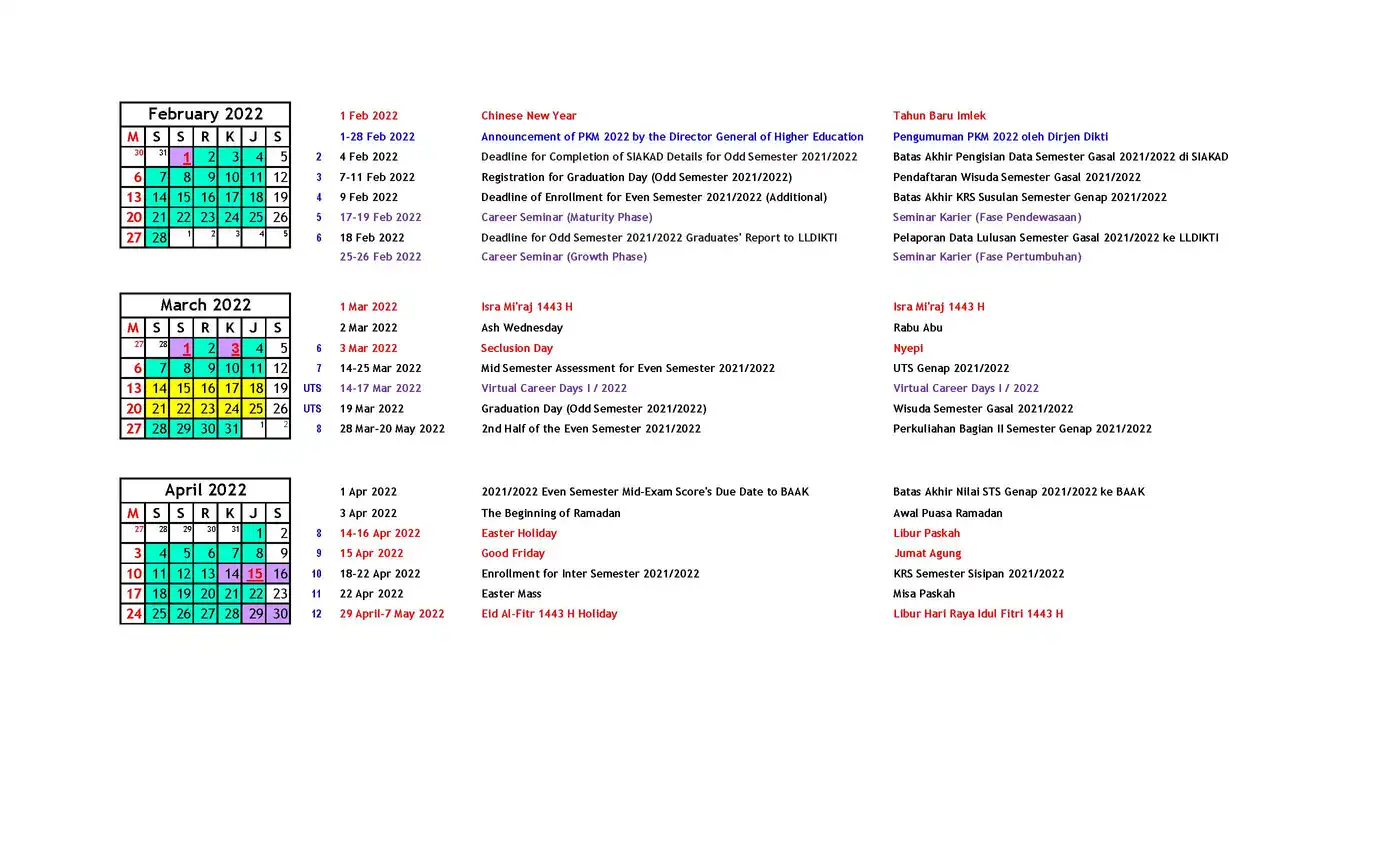 February 2022
M S S R K J S
30 31 1 2 3 4 5
6 7 8 9 10 11 12
13 14 15 16 17 18 19
20 21 22 23 24 25 26
27 28 1 2 3 4 5
1 Feb 2022 Chinese New Year Tahun Baru Imlek
1-28 Feb 2022 Announcement of PKM 2022 by the Director General of Higher Education Pengumuman PKM 2022 oleh Dirjen Dikti
2 4 Feb 2022 Deadline for Completion of SIAKAD Details for Odd Semester 2021/2022 Batas Akhir Pengisian Data Semester Gasal 2021/2022 di SIAKAD
3 7-11 Feb 2022 Registration for Graduation Day (Odd Semester 2021/2022) Pendaftaran Wisuda Semester Gasal 2021/2022
4 9 Feb 2022 Deadline of Enrollment for Even Semester 2021/2022 (Additional) Batas Akhir KRS Susulan Semester Genap 2021/2022
5 17-19 Feb 2022 Career Seminar (Maturity Phase) Seminar Karier (Fase Pendewasaan)
6 18 Feb 2022 Deadline for Odd Semester 2021/2022 Graduates' Report to LLDIKTI Pelaporan Data Lulusan Semester Gasal 2021/2022 ke LLDIKTI
25-26 Feb 2022 Career Seminar (Growth Phase) Seminar Karier (Fase Pertumbuhan)
March 2022
M S S R K J S
27 28 1 2 3 4 5
6 7 8 9 10 11 12
13 14 15 16 17 18 19
20 21 22 23 24 25 26
27 28 29 30 31 1 2
1 Mar 2022 Isra Mi'raj 1443 H Isra Mi'raj 1443 H
2 Mar 2022 Ash Wednesday Rabu Abu
6 3 Mar 2022 Seclusion Day Nyepi
7 14-25 Mar 2022 Mid Semester Assessment for Even Semester 2021/2022 UTS Genap 2021/2022
UTS 14-17 Mar 2022 Virtual Career Days I / 2022 Virtual Career Days I / 2022
UTS 19 Mar 2022 Graduation Day (Odd Semester 2021/2022) Wisuda Semester Gasal 2021/2022
8 28 Mar-20 May 2022 2nd Half of the Even Semester 2021/2022 Perkuliahan Bagian II Semester Genap 2021/2022
April 2022
M S S R K J S
27 28 29 30 31 1 2
3 4 5 6 7 8 9
10 11 12 13 14 15 16
17 18 19 20 21 22 23
24 25 26 27 28 29 30
1 Apr 2022 2021/2022 Even Semester Mid-Exam Score's Due Date to BAAK Batas Akhir Nilai STS Genap 2021/2022 ke BAAK
3 Apr 2022 The Beginning of Ramadan Awal Puasa Ramadan
8 14-16 Apr 2022 Easter Holiday Libur Paskah
9 15 Apr 2022 Good Friday Jumat Agung
10 18-22 Apr 2022 Enrollment for Inter Semester 2021/2022 KRS Semester Sisipan 2021/2022
11 22 Apr 2022 Easter Mass Misa Paskah
12 29 April-7 May 2022 Eid Al-Fitr 1443 H Holiday Libur Hari Raya Idul Fitri 1443 H